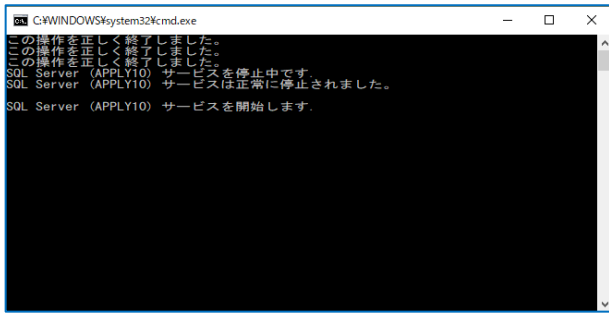 C:¥WINDOWS¥system32¥cmd.exe
この操作を正しく終了しました。
この操作を正しく終了しました。
この操作を正しく終了しました。
SQL Server (APPLY10) サービスを停止中です.
SQL Server (APPLY10) サービスは正常に停止されました。
SQL Server (APPLY10) サービスを開始します.